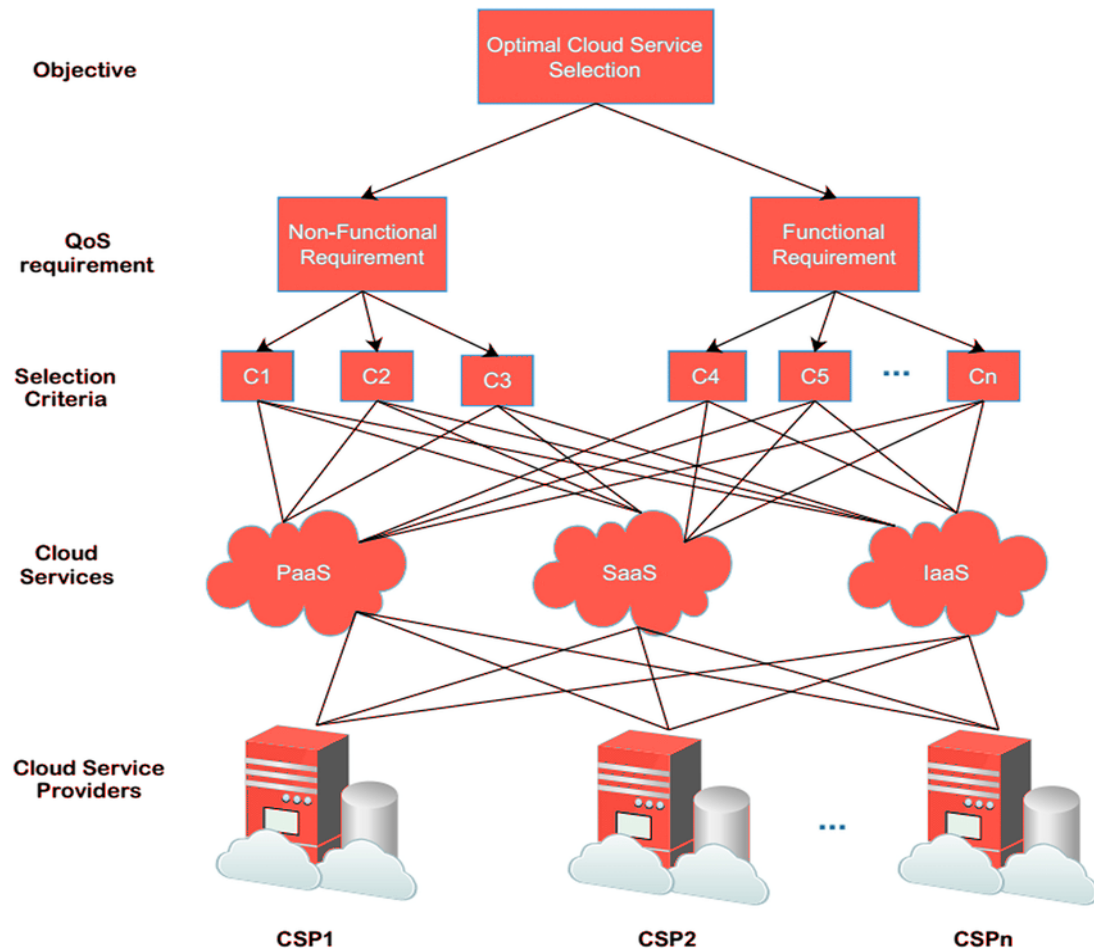 Optimal Cloud Service
Selection
Objective
Non-Functional
Requirement
Functional
Requirement
QoS
requirement
C1
C2
C3
C4
C5
...
Cn
Selection
Criteria
Cloud
Services
PaaS
SaaS
IaaS
Cloud Service
Providers
...
CSP1
CSP2
CSPn